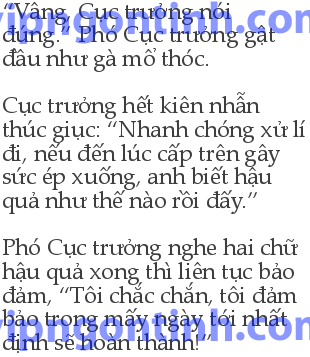 “Vâng, Cục trưởng nói
đúng.” Phó Cục trưởng gật
đầu như gà mổ thóc.
Cục trưởng hết kiên nhẫn
thúc giục: “Nhanh chóng xử lí
đi, nếu đến lúc cấp trên gây
sức ép xuống, anh biết hậu
quả như thế nào rồi đấy.”
Phó Cục trưởng nghe hai chữ
hậu quả xong thì liên tục bảo
đảm, “Tôi chắc chắn, tôi đảm
bảo trong mấy ngày tới nhất
định sẽ hoàn thành!”
vipngontinh.com